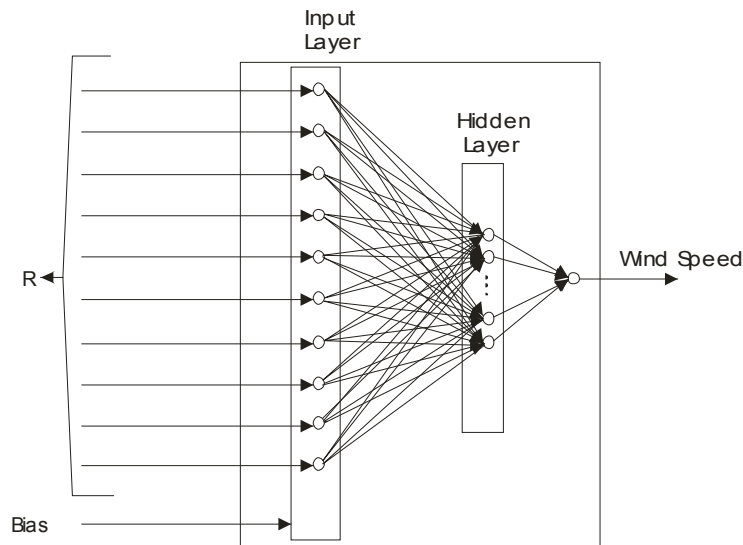 Input
Layer
Hidden
Layer
R
Wind Speed
Bias